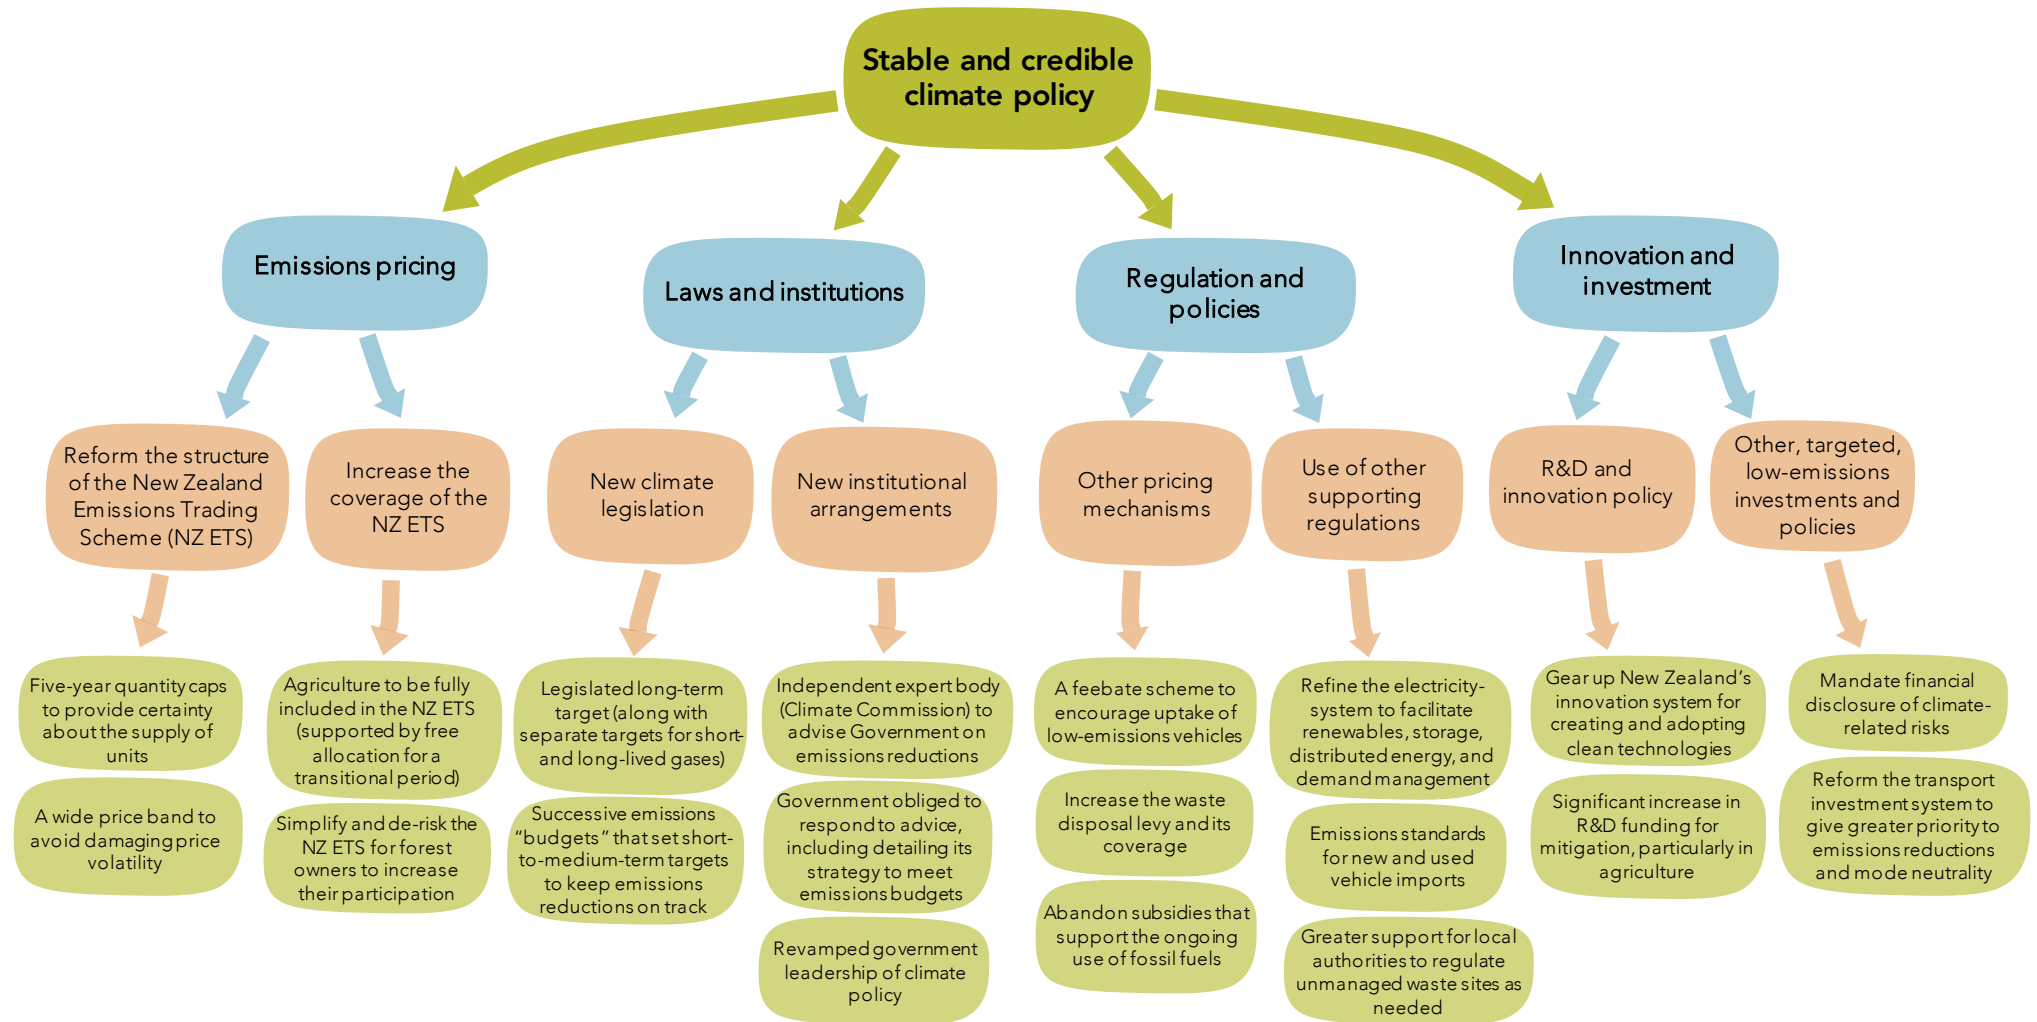 Stable and credible
climate policy
Emissions pricing
Laws and institutions
Regulation and
policies
Innovation and
investment
Reform the structure
of the New Zealand
Emissions Trading
Scheme (NZ ETS)
Increase the
coverage of the
NZ ETS
New climate
legislation
New institutional
arrangements
Other pricing
mechanisms
Use of other
supporting
regulations
R&D and
innovation policy
Other, targeted,
low-emissions
investments and
policies
Five-year quantity caps
to provide certainty
about the supply of
units
A wide price band to
avoid damaging price
volatility
Agriculture to be fully
included in the NZ ETS
(supported by free
allocation for a
transitional period)
Simplify and de-risk the
NZ ETS for forest
owners to increase
their participation
Legislated long-term
target (along with
separate targets for short-
and long-lived gases)
Successive emissions
“budgets” that set short-
to-medium-term targets
to keep emissions
reductions on track
Independent expert body
(Climate Commission) to
advise Government on
emissions reductions
Government obliged to
respond to advice,
including detailing its
strategy to meet
emissions budgets
Revamped government
leadership of climate
policy
A feebate scheme to
encourage uptake of
low-emissions vehicles
Increase the waste
disposal levy and its
coverage
Abandon subsidies that
support the ongoing
use of fossil fuels
Refine the electricity-
system to facilitate
renewables, storage,
distributed energy, and
demand management
Emissions standards
for new and used
vehicle imports
Greater support for local
authorities to regulate
unmanaged waste sites as
needed
Gear up New Zealand’s
innovation system for
creating and adopting
clean technologies
Significant increase in
R&D funding for
mitigation, particularly in
agriculture
Mandate financial
disclosure of climate-
related risks
Reform the transport
investment system to
give greater priority to
emissions reductions
and mode neutrality